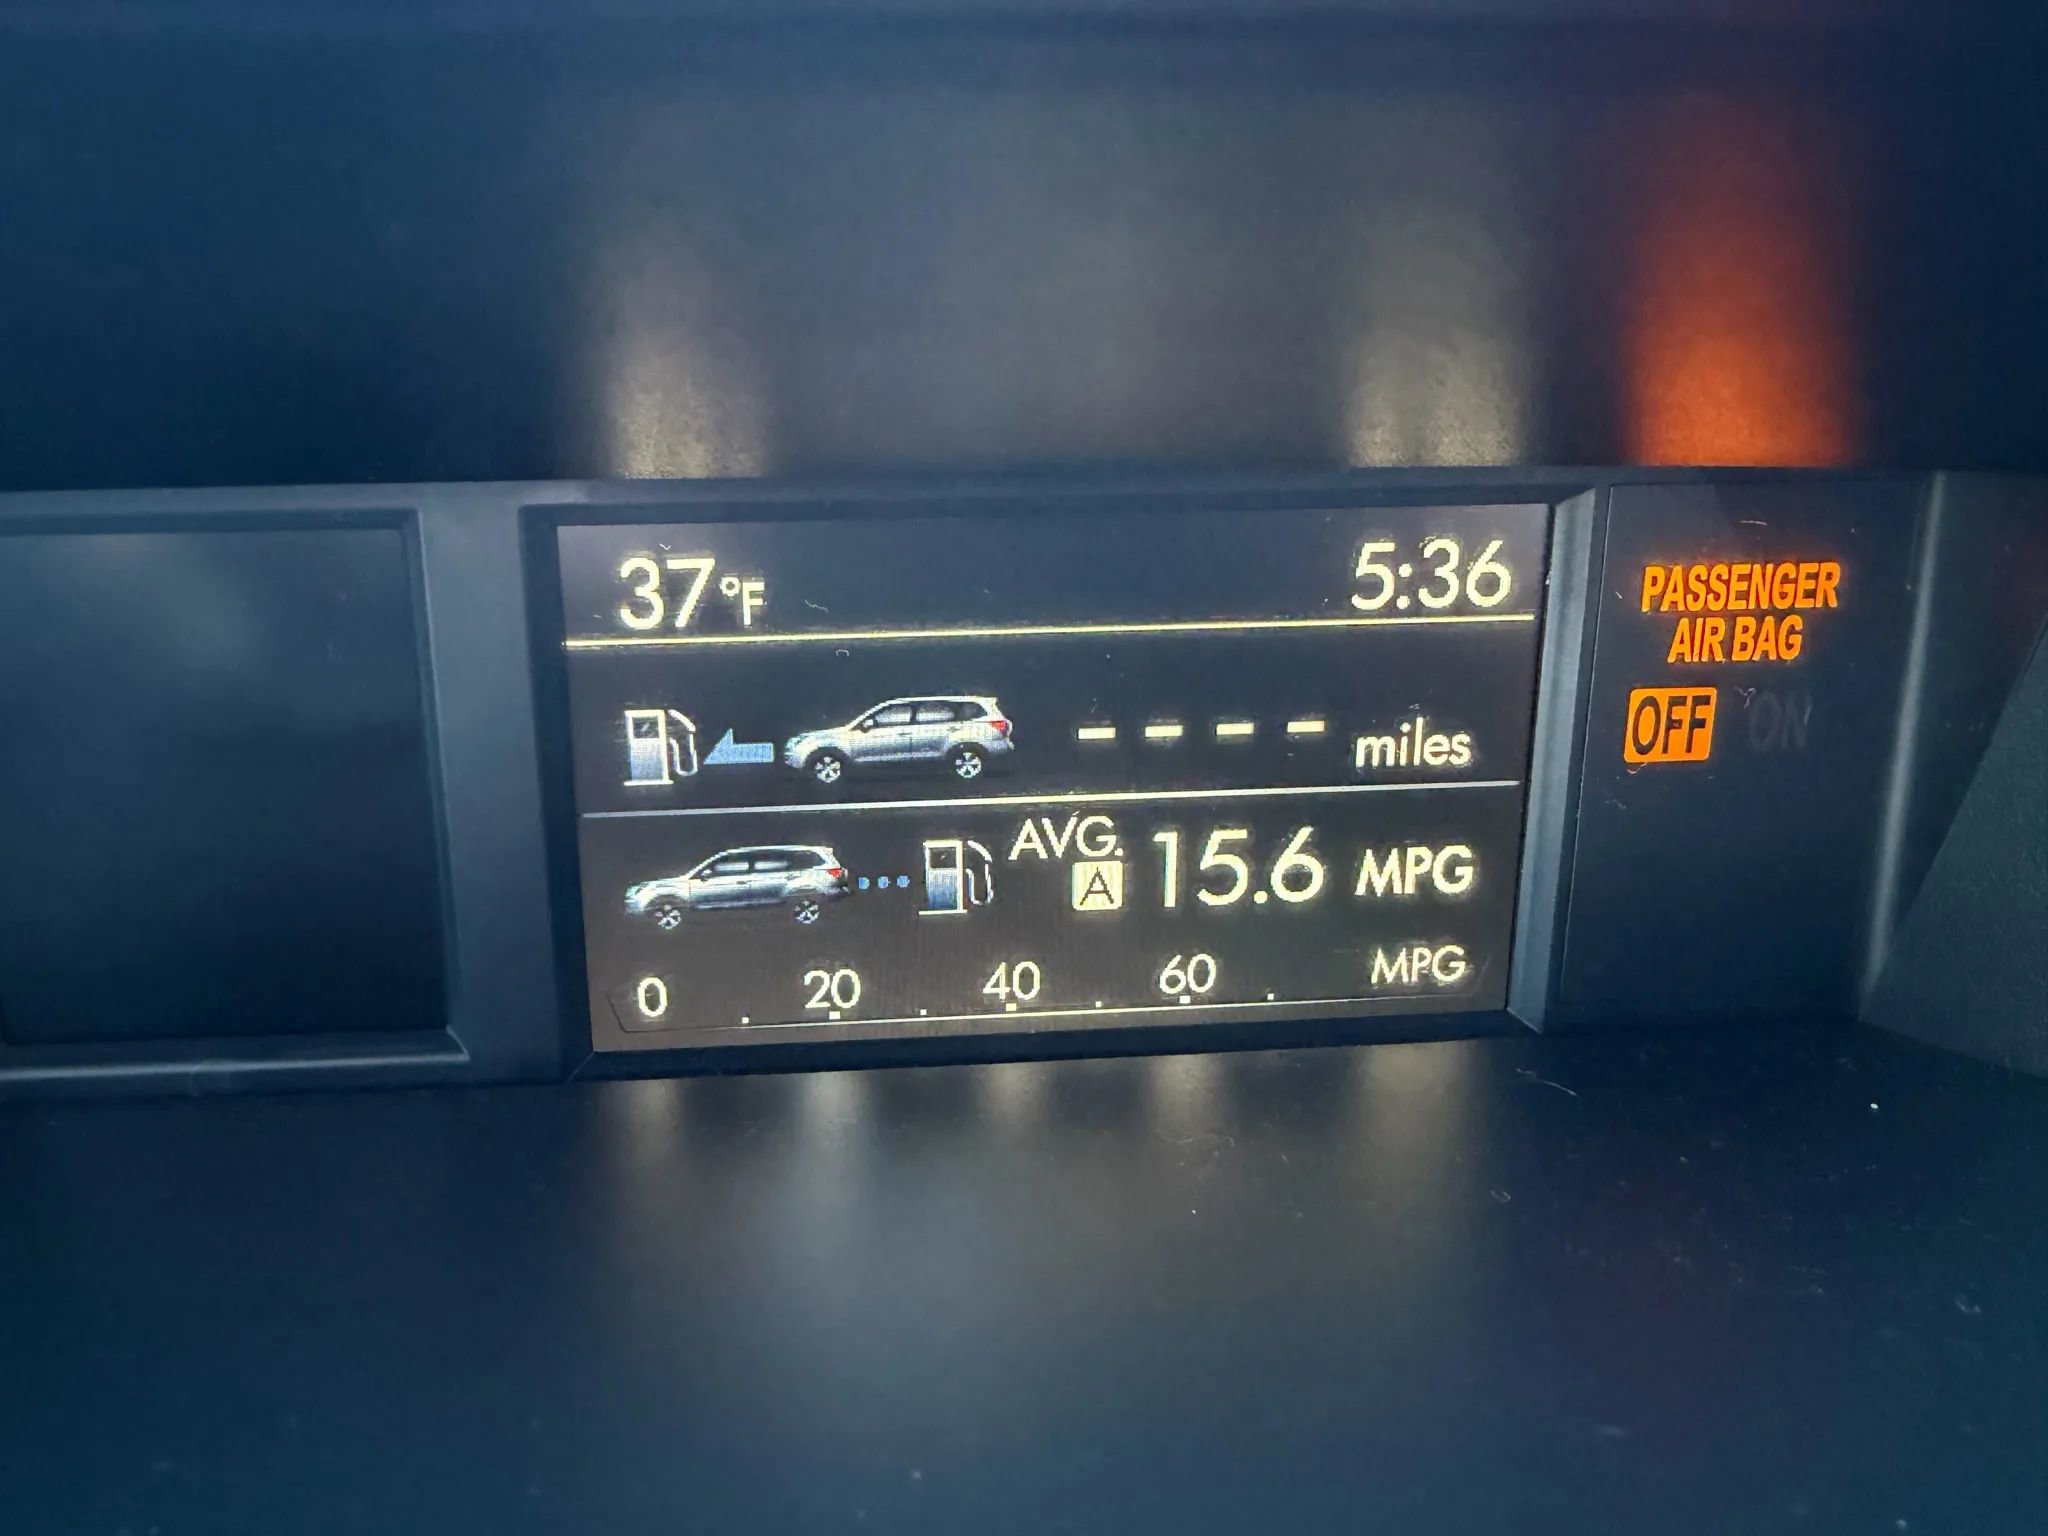 37°F 5:36
PASSENGER
AIR BAG
OFF ON
- - - - miles
AVG.
A 15.6 MPG
0 20 40 60 MPG